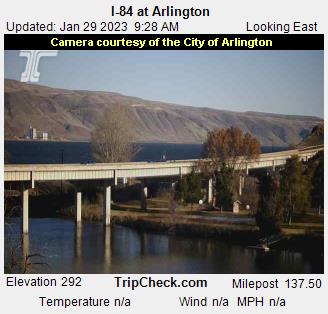 I-84 at Arlington
Updated: Jan 29 2023 9:28 AM Looking East
Camera courtesy of the City of Arlington
Elevation 292 TripCheck.com Milepost 137.50
Temperature n/a Wind n/a MPH n/a